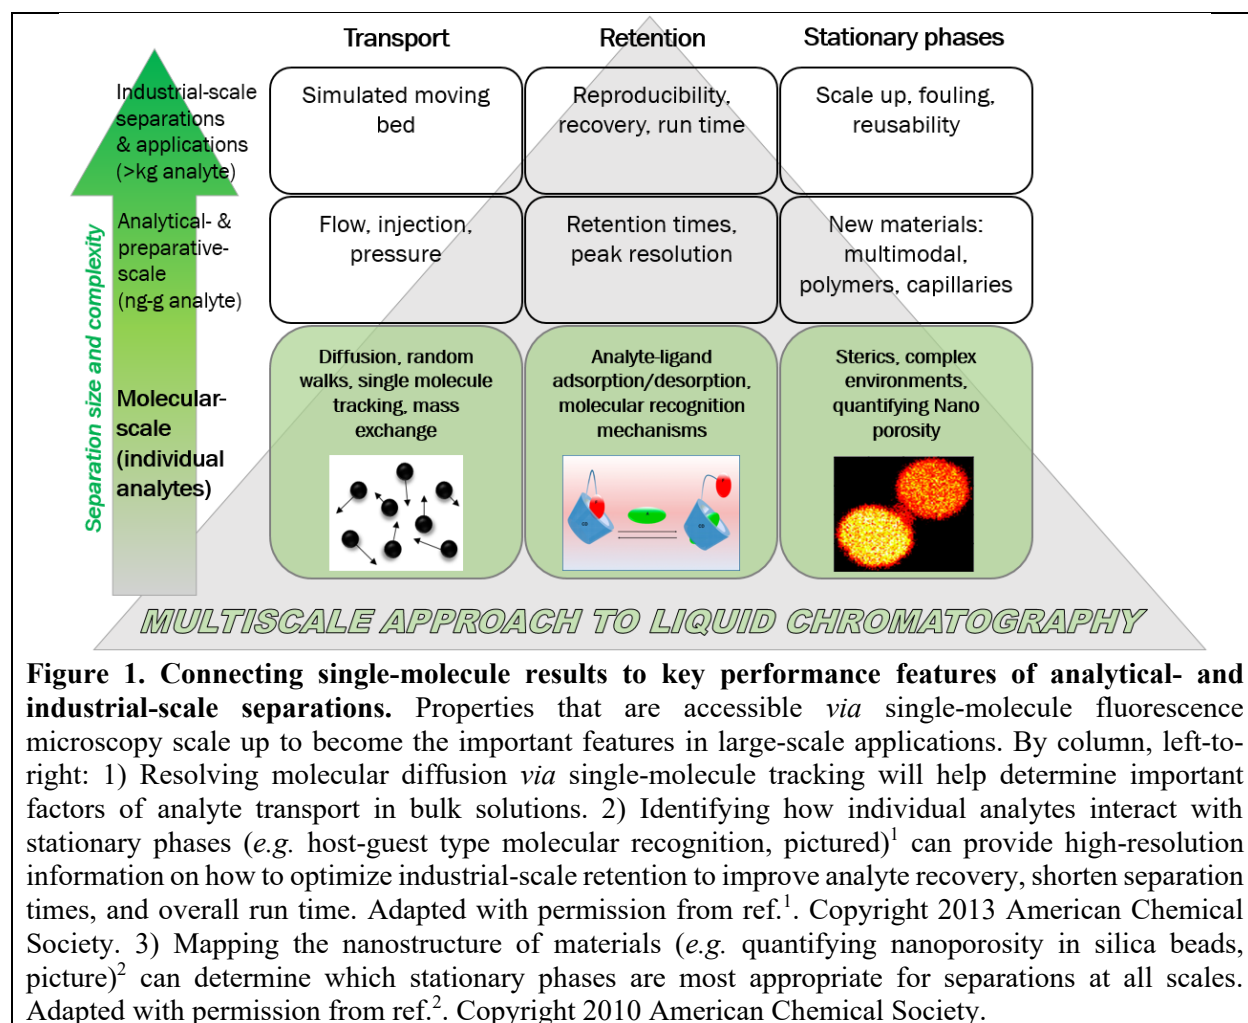 Transport
Retention
Stationary phases
Industrial-scale
separations
& applications
(>kg analyte)
Simulated moving
bed
Reproducibility,
recovery, run time
Scale up, fouling,
reusability
Analytical- &
preparative-
scale
(ng-g analyte)
Flow, injection,
pressure
Retention times,
peak resolution
New materials:
multimodal,
polymers, capillaries
Separation size and complexity
Molecular-
scale
(individual
analytes)
Diffusion, random
walks, single molecule
tracking, mass
exchange
Analyte-ligand
adsorption/desorption,
molecular recognition
mechanisms
Sterics, complex
environments,
quantifying Nano
porosity
MULTISCALE APPROACH TO LIQUID CHROMATOGRAPHY
Figure 1. Connecting single-molecule results to key performance features of analytical- and
industrial-scale separations. Properties that are accessible via single-molecule fluorescence
microscopy scale up to become the important features in large-scale applications. By column, left-to-
right: 1) Resolving molecular diffusion via single-molecule tracking will help determine important
factors of analyte transport in bulk solutions. 2) Identifying how individual analytes interact with
stationary phases (e.g. host-guest type molecular recognition, pictured)1 can provide high-resolution
information on how to optimize industrial-scale retention to improve analyte recovery, shorten separation
times, and overall run time. Adapted with permission from ref.1. Copyright 2013 American Chemical
Society. 3) Mapping the nanostructure of materials (e.g. quantifying nanoporosity in silica beads,
picture)2 can determine which stationary phases are most appropriate for separations at all scales.
Adapted with permission from ref.2. Copyright 2010 American Chemical Society.